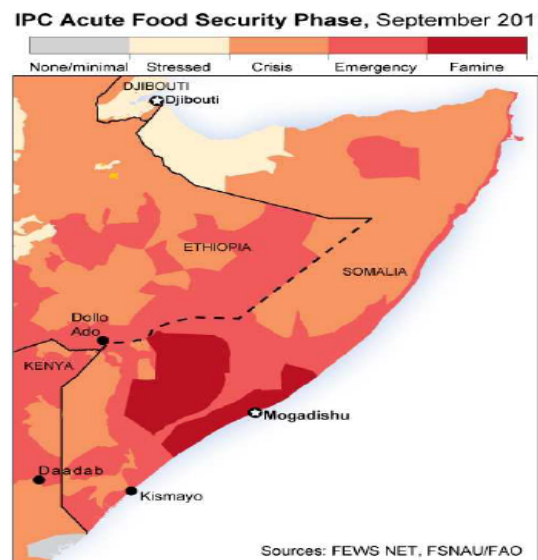 IPC Acute Food Security Phase, September 201
None/minimal Stressed Crisis Emergency Famine
DJIBOUTI
Djibouti
ETHIOPIA
SOMALIA
Dollo
Ado
KENYA
Mogadishu
Daadab
Kismayo
Sources: FEWS NET, FSNAU/FAO